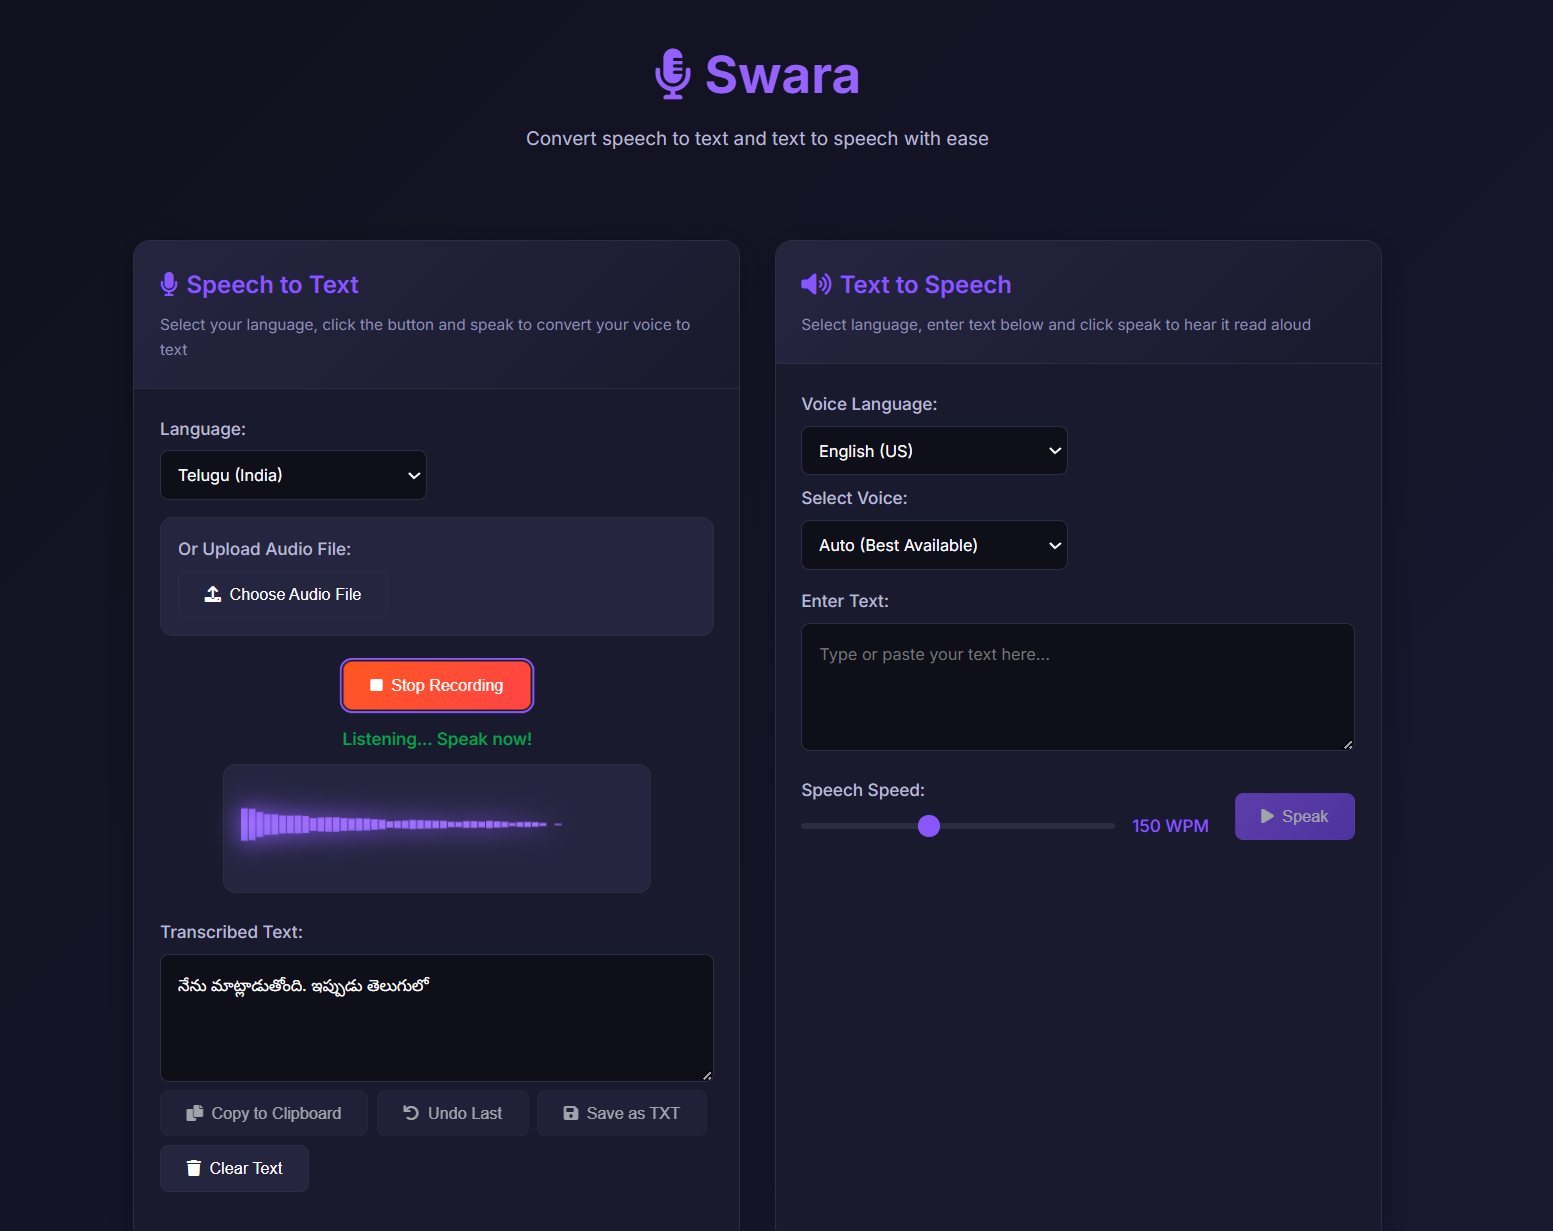 Swara
Convert speech to text and text to speech with ease
Speech to Text
Select your language, click the button and speak to convert your voice to
text
Language:
Telugu (India)
Or Upload Audio File:
Choose Audio File
Stop Recording
Listening... Speak now!
Transcribed Text:
నేను మాట్లాడుతోంది. ఇప్పుడు తెలుగులో
Copy to Clipboard
Undo Last
Save as TXT
Clear Text
Text to Speech
Select language, enter text below and click speak to hear it read aloud
Voice Language:
English (US)
Select Voice:
Auto (Best Available)
Enter Text:
Type or paste your text here...
Speech Speed:
150 WPM
Speak